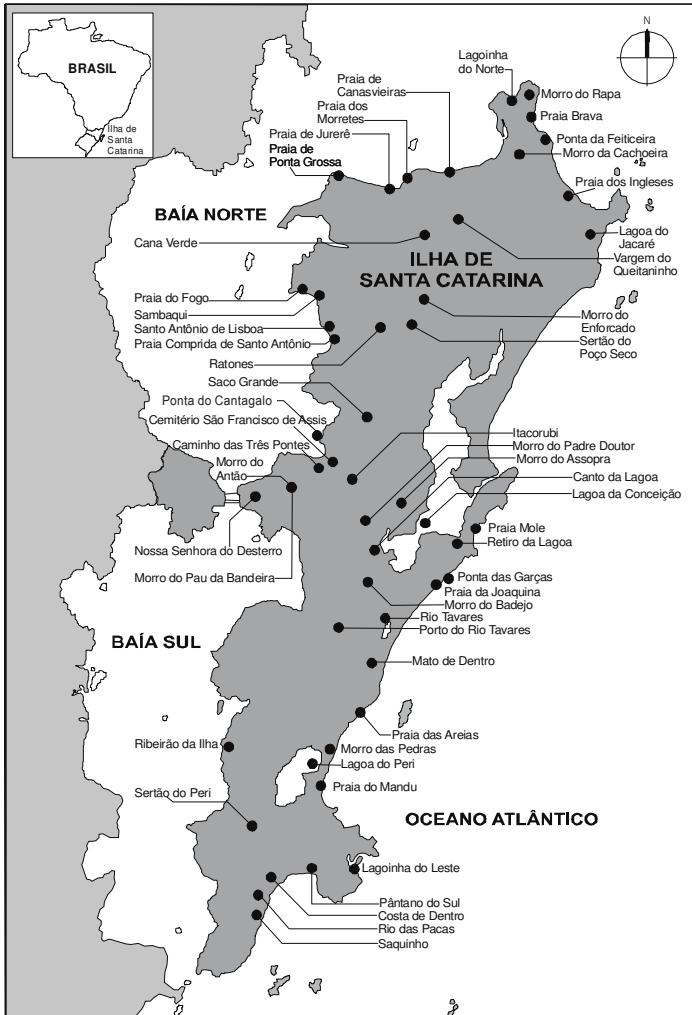 BRASIL
Ilha de
Santa
Catarina
N
Lagoinha
do Norte
Praia de
Canasvieiras
Praia dos
Morretes
Praia de Jurerê
Praia de
Ponta Grossa
Morro do Rapa
Praia Brava
Ponta da Feiticeira
Morro da Cachoeira
Praia dos Ingleses
BAÍA NORTE
Cana Verde
ILHA DE
SANTA CATARINA
Lagoa do
Jacaré
Vargem do
Queitaninho
Praia do Fogo
Sambaqui
Santo Antônio de Lisboa
Praia Comprida de Santo Antônio
Ratones
Morro do
Enforcado
Sertão do
Poço Seco
Saco Grande
Ponta do Cantagalo
Cemitério São Francisco de Assis
Caminho das Três Pontes
Morro do
Antão
Itacorubi
Morro do Padre Doutor
Morro do Assopra
Canto da Lagoa
Lagoa da Conceição
Nossa Senhora do Desterro
Morro do Pau da Bandeira
Praia Mole
Retiro da Lagoa
Ponta das Garças
Praia da Joaquina
Morro do Badejo
Rio Tavares
Porto do Rio Tavares
BAÍA SUL
Mato de Dentro
Ribeirão da Ilha
Praia das Areias
Morro das Pedras
Lagoa do Peri
Praia do Mandu
Sertão do Peri
OCEANO ATLÂNTICO
Lagoinha do Leste
Pântano do Sul
Costa de Dentro
Rio das Pacas
Saquinho